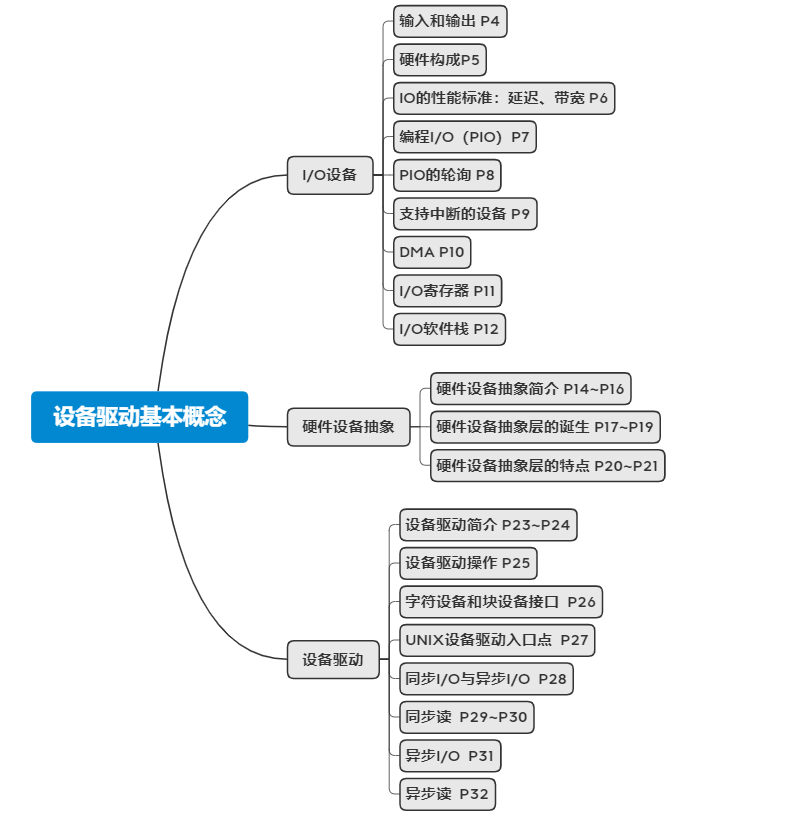 设备驱动基本概念
I/O设备
输入和输出 P4
硬件构成P5
IO的性能标准：延迟、带宽 P6
编程I/O（PIO）P7
PIO的轮询 P8
支持中断的设备 P9
DMA P10
I/O寄存器 P11
I/O软件栈 P12
硬件设备抽象
硬件设备抽象简介 P14~P16
硬件设备抽象层的诞生 P17~P19
硬件设备抽象层的特点 P20~P21
设备驱动
设备驱动简介 P23~P24
设备驱动操作 P25
字符设备和块设备接口 P26
UNIX设备驱动入口点 P27
同步I/O与异步I/O P28
同步读 P29~P30
异步I/O P31
异步读 P32